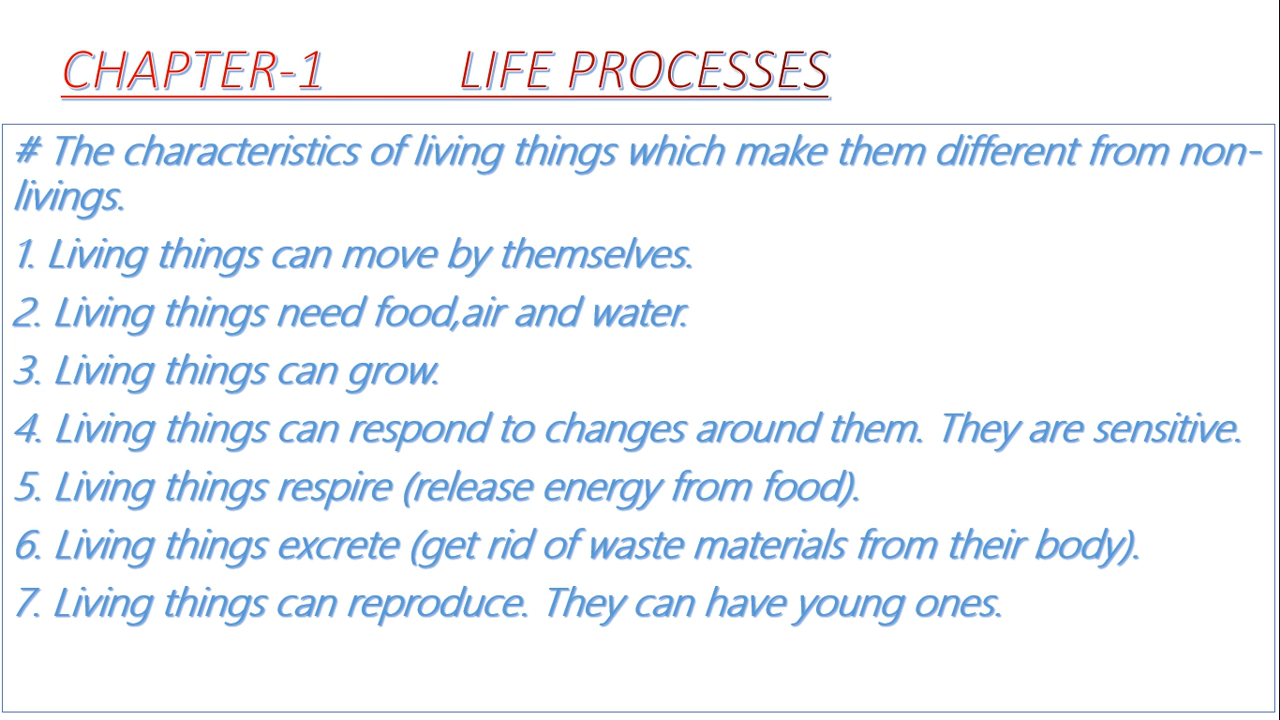 CHAPTER-1 LIFE PROCESSES
# The characteristics of living things which make them different from non-
livings.
1. Living things can move by themselves.
2. Living things need food,air and water.
3. Living things can grow.
4. Living things can respond to changes around them. They are sensitive.
5. Living things respire (release energy from food).
6. Living things excrete (get rid of waste materials from their body).
7. Living things can reproduce. They can have young ones.